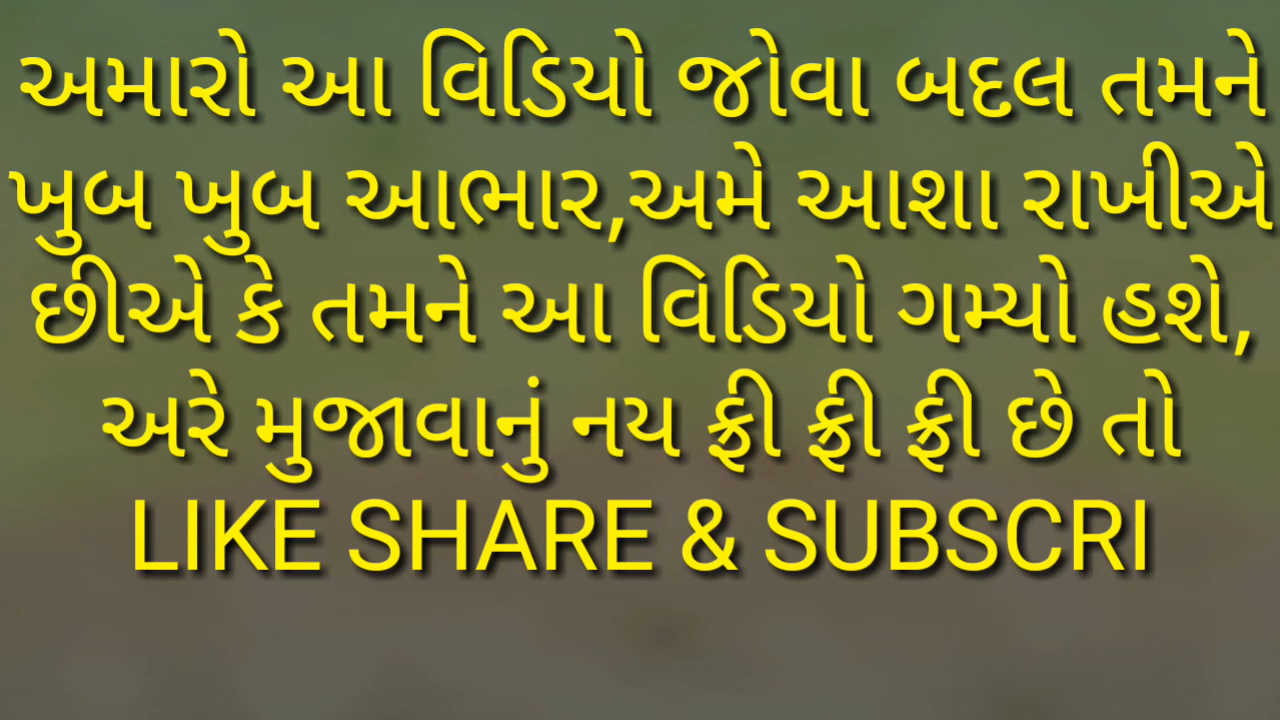 અમારો આ વિડિયો જોવા બદલ તમને
ખુબ ખુબ આભાર,અમે આશા રાખીએ
છીએ કે તમને આ વિડિયો ગમ્યો હશે,
અરે મુજાવાનું નય ફ્રી ફ્રી ફ્રી છે તો
LIKE SHARE & SUBSCRI